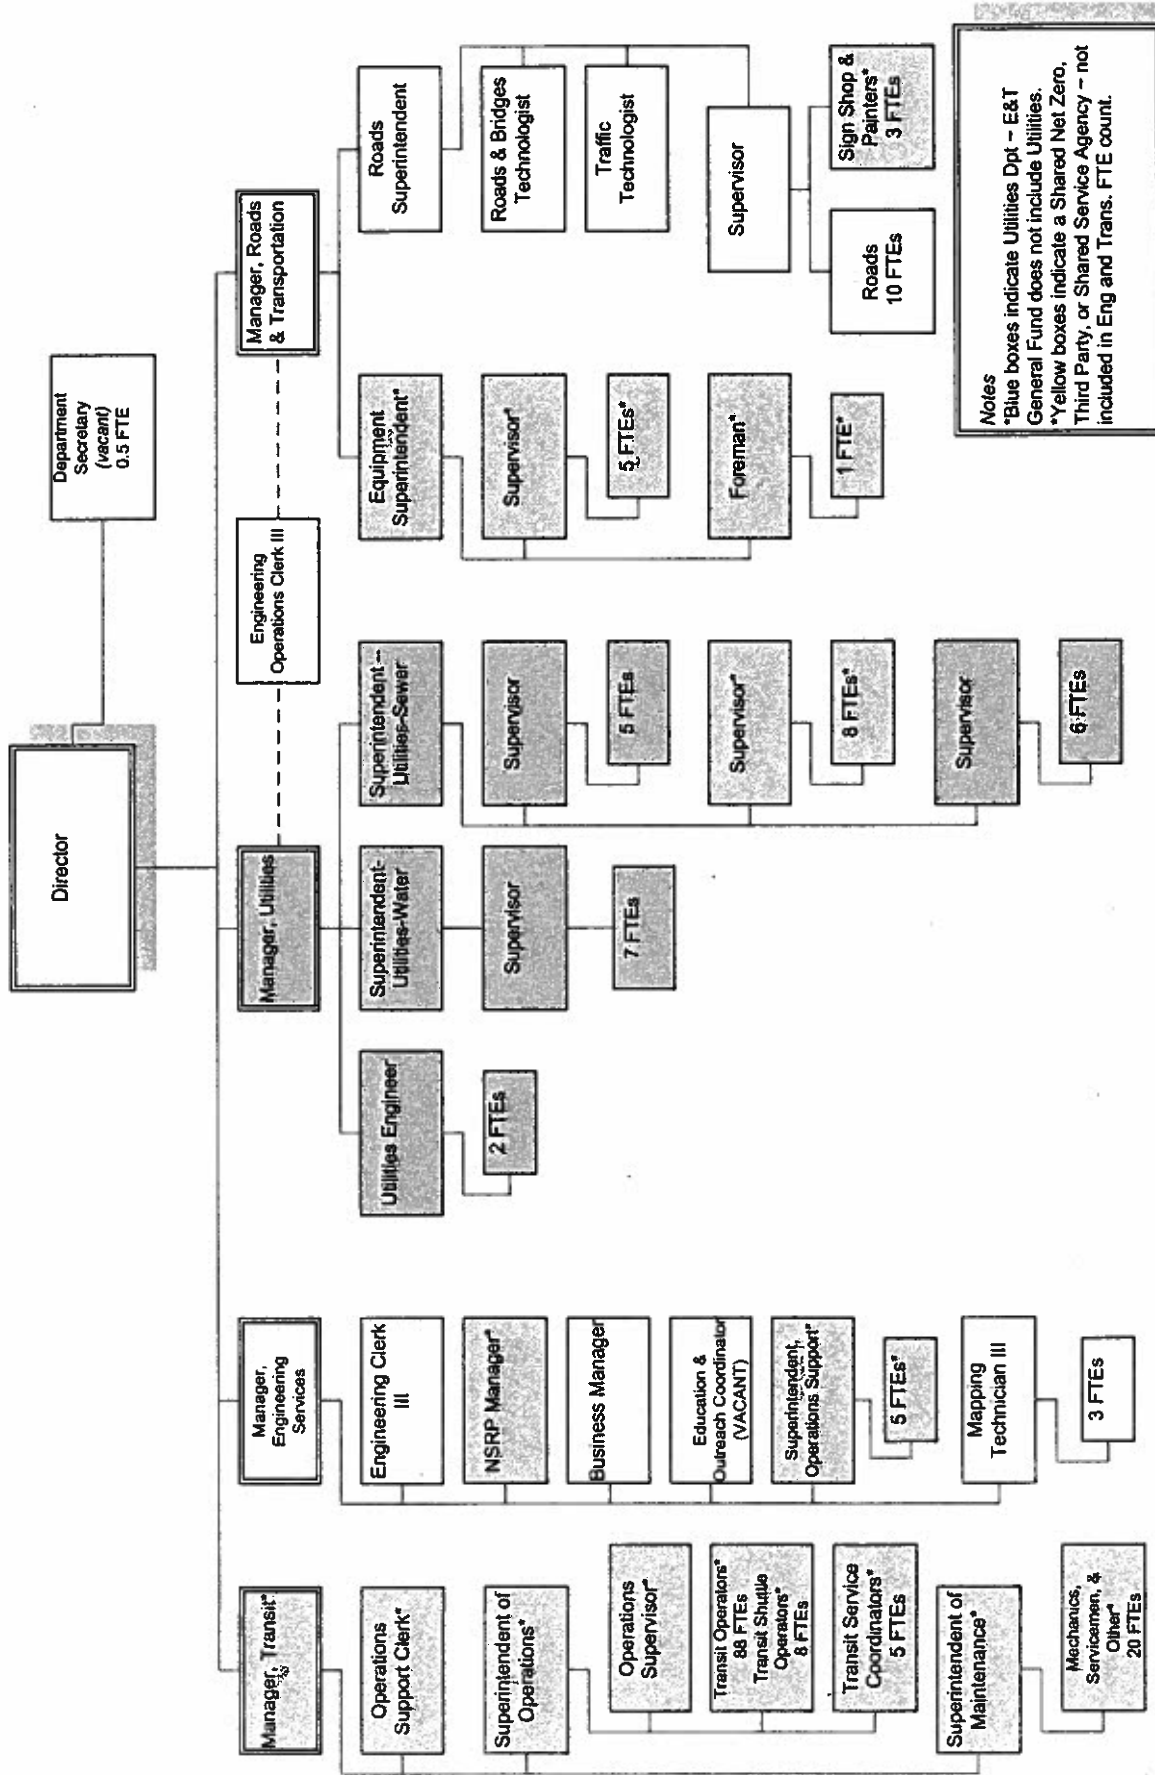 Director
Department
Secretary
(vacant)
0.5 FTE
Manager, Transit*
Manager,
Engineering
Services
Manager, Utilities
Engineering
Operations Clerk III
Manager, Roads
& Transportation
Operations
Support Clerk*
Superintendent of
Operations*
Operations
Supervisor*
Transit Operators*
88 FTEs
Transit Shuttle
Operators*
8 FTEs
Transit Service
Coordinators*
5 FTEs
Superintendent of
Maintenance*
Mechanics,
Servicemen, &
Other*
20 FTEs
Engineering Clerk
III
NSRP Manager*
Business Manager
Education &
Outreach Coordinator
(VACANT)
Superintendent,
Operations Support*
5 FTEs*
Mapping
Technician III
3 FTEs
Utilities Engineer
2 FTEs
Superintendent-
Utilities-Water
Supervisor
7 FTEs
Superintendent –
Utilities-Sewer
Supervisor
5 FTEs
Supervisor*
8 FTEs*
Supervisor
6 FTEs
Equipment
Superintendent*
Supervisor*
5 FTEs*
Foreman*
1 FTE*
Roads
Superintendent
Roads & Bridges
Technologist
Traffic
Technologist
Supervisor
Roads
10 FTEs
Sign Shop &
Painters*
3 FTEs
Notes
*Blue boxes indicate Utilities Dpt – E&T
General Fund does not include Utilities.
*Yellow boxes indicate a Shared Net Zero,
Third Party, or Shared Service Agency – not
included in Eng and Trans. FTE count.